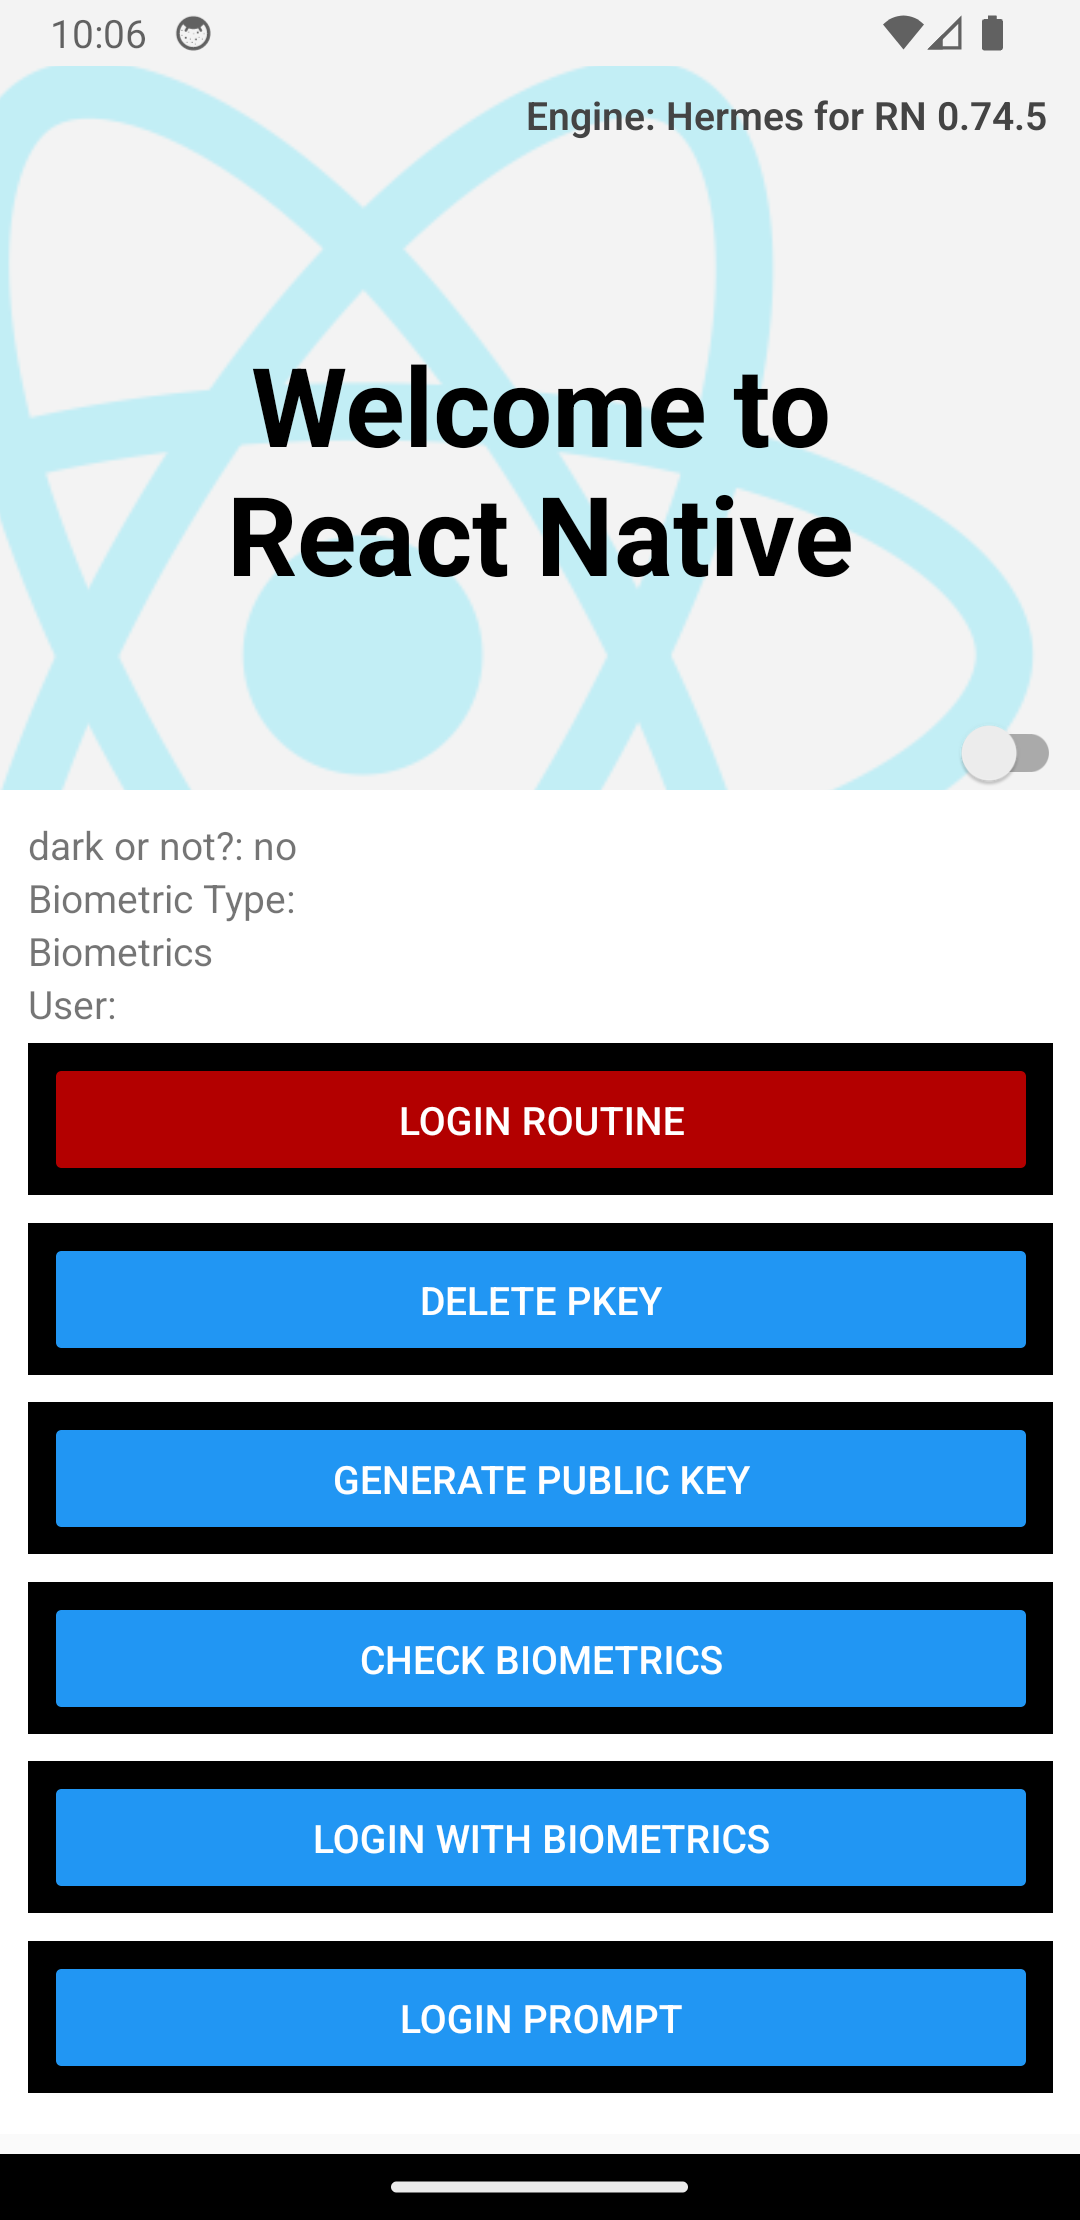 10:06
Engine: Hermes for RN 0.74.5
Welcome to
React Native
dark or not?: no
Biometric Type:
Biometrics
User:
LOGIN ROUTINE
DELETE PKEY
GENERATE PUBLIC KEY
CHECK BIOMETRICS
LOGIN WITH BIOMETRICS
LOGIN PROMPT